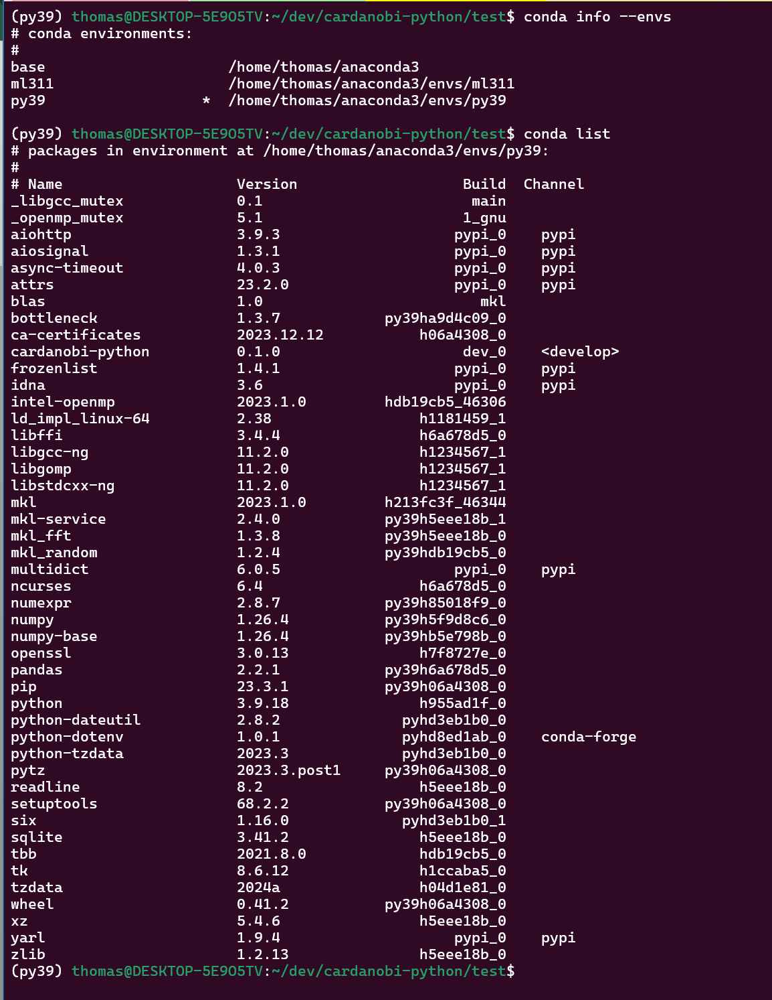 (py39) thomas@DESKTOP-5E9O5TV:~/dev/cardanobi-python/test$ conda info --envs
# conda environments:
#
base                     /home/thomas/anaconda3
ml311                    /home/thomas/anaconda3/envs/ml311
py39                  *  /home/thomas/anaconda3/envs/py39
(py39) thomas@DESKTOP-5E9O5TV:~/dev/cardanobi-python/test$ conda list
# packages in environment at /home/thomas/anaconda3/envs/py39:
#
# Name                    Version                   Build  Channel
_libgcc_mutex             0.1                        main
_openmp_mutex             5.1                       1_gnu
aiohttp                   3.9.3                    pypi_0    pypi
aiosignal                 1.3.1                    pypi_0    pypi
async-timeout             4.0.3                    pypi_0    pypi
attrs                     23.2.0                   pypi_0    pypi
blas                      1.0                         mkl
bottleneck                1.3.7            py39ha9d4c09_0
ca-certificates           2023.12.12           h06a4308_0
cardanobi-python          0.1.0                     dev_0    <develop>
frozenlist                1.4.1                    pypi_0    pypi
idna                      3.6                      pypi_0    pypi
intel-openmp              2023.1.0         hdb19cb5_46306
ld_impl_linux-64          2.38                 h1181459_1
libffi                    3.4.4                h6a678d5_0
libgcc-ng                 11.2.0               h1234567_1
libgomp                   11.2.0               h1234567_1
libstdcxx-ng              11.2.0               h1234567_1
mkl                       2023.1.0         h213fc3f_46344
mkl-service               2.4.0            py39h5eee18b_1
mkl_fft                   1.3.8            py39h5eee18b_0
mkl_random                1.2.4            py39hdb19cb5_0
multidict                 6.0.5                    pypi_0    pypi
ncurses                   6.4                  h6a678d5_0
numexpr                   2.8.7            py39h85018f9_0
numpy                     1.26.4           py39h5f9d8c6_0
numpy-base                1.26.4           py39hb5e798b_0
openssl                   3.0.13               h7f8727e_0
pandas                    2.2.1            py39h6a678d5_0
pip                       23.3.1           py39h06a4308_0
python                    3.9.18               h955ad1f_0
python-dateutil           2.8.2              pyhd3eb1b0_0
python-dotenv             1.0.1              pyhd8ed1ab_0    conda-forge
python-tzdata             2023.3             pyhd3eb1b0_0
pytz                      2023.3.post1     py39h06a4308_0
readline                  8.2                  h5eee18b_0
setuptools                68.2.2           py39h06a4308_0
six                       1.16.0             pyhd3eb1b0_1
sqlite                    3.41.2               h5eee18b_0
tbb                       2021.8.0             hdb19cb5_0
tk                        8.6.12               h1ccaba5_0
tzdata                    2024a                h04d1e81_0
wheel                     0.41.2           py39h06a4308_0
xz                        5.4.6                h5eee18b_0
yarl                      1.9.4                    pypi_0    pypi
zlib                      1.2.13               h5eee18b_0
(py39) thomas@DESKTOP-5E9O5TV:~/dev/cardanobi-python/test$